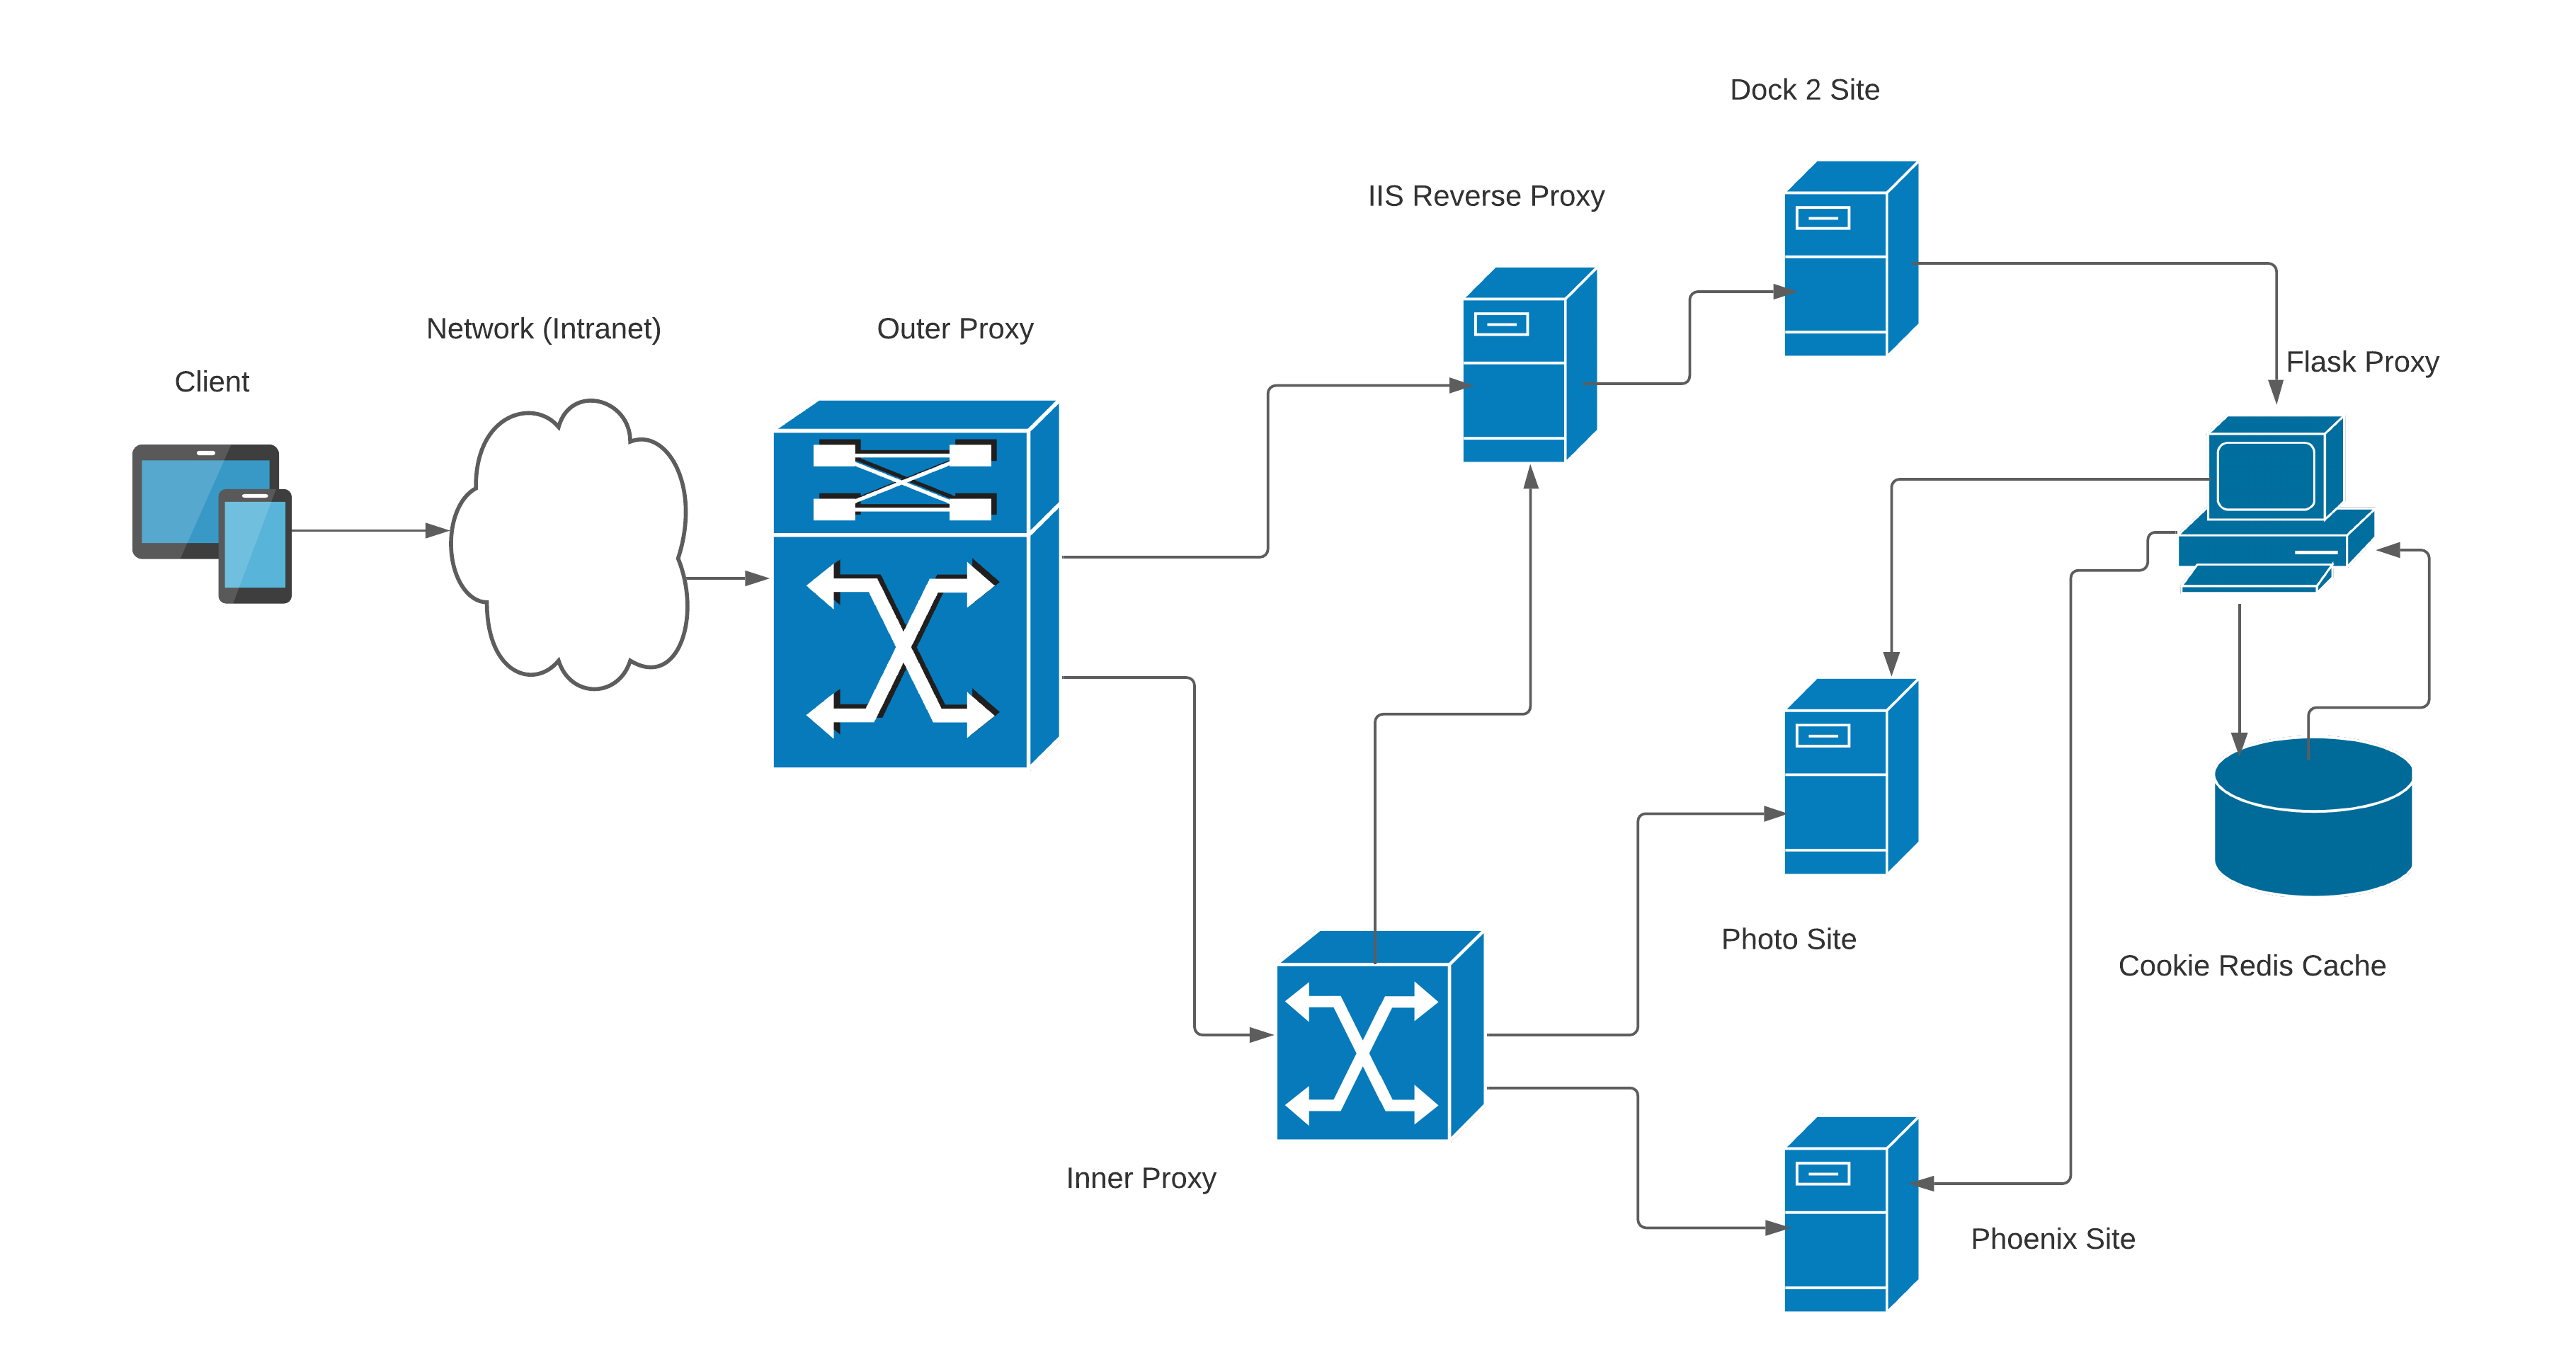 Dock 2 Site
IIS Reverse Proxy
Network (Intranet)
Outer Proxy
Flask Proxy
Client
Photo Site
Cookie Redis Cache
Inner Proxy
Phoenix Site